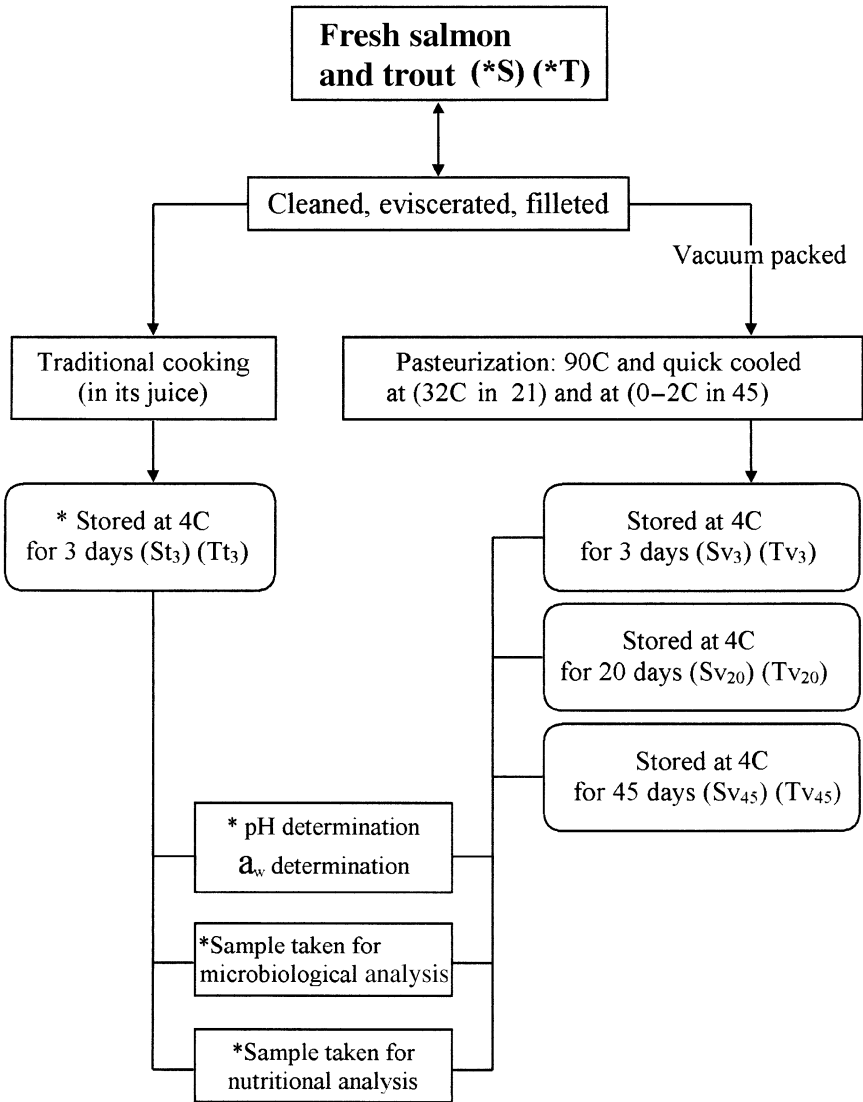 Fresh salmon
and trout (*S) (*T)
Cleaned, eviscerated, filleted
Vacuum packed
Traditional cooking
(in its juice)
Pasteurization: 90C and quick cooled
at (32C in 21) and at (0–2C in 45)
* Stored at 4C
for 3 days (St₃) (Tt₃)
Stored at 4C
for 3 days (Sv₃) (Tv₃)
Stored at 4C
for 20 days (Sv₂₀) (Tv₂₀)
Stored at 4C
for 45 days (Sv₄₅) (Tv₄₅)
* pH determination
a_w determination
*Sample taken for
microbiological analysis
*Sample taken for
nutritional analysis